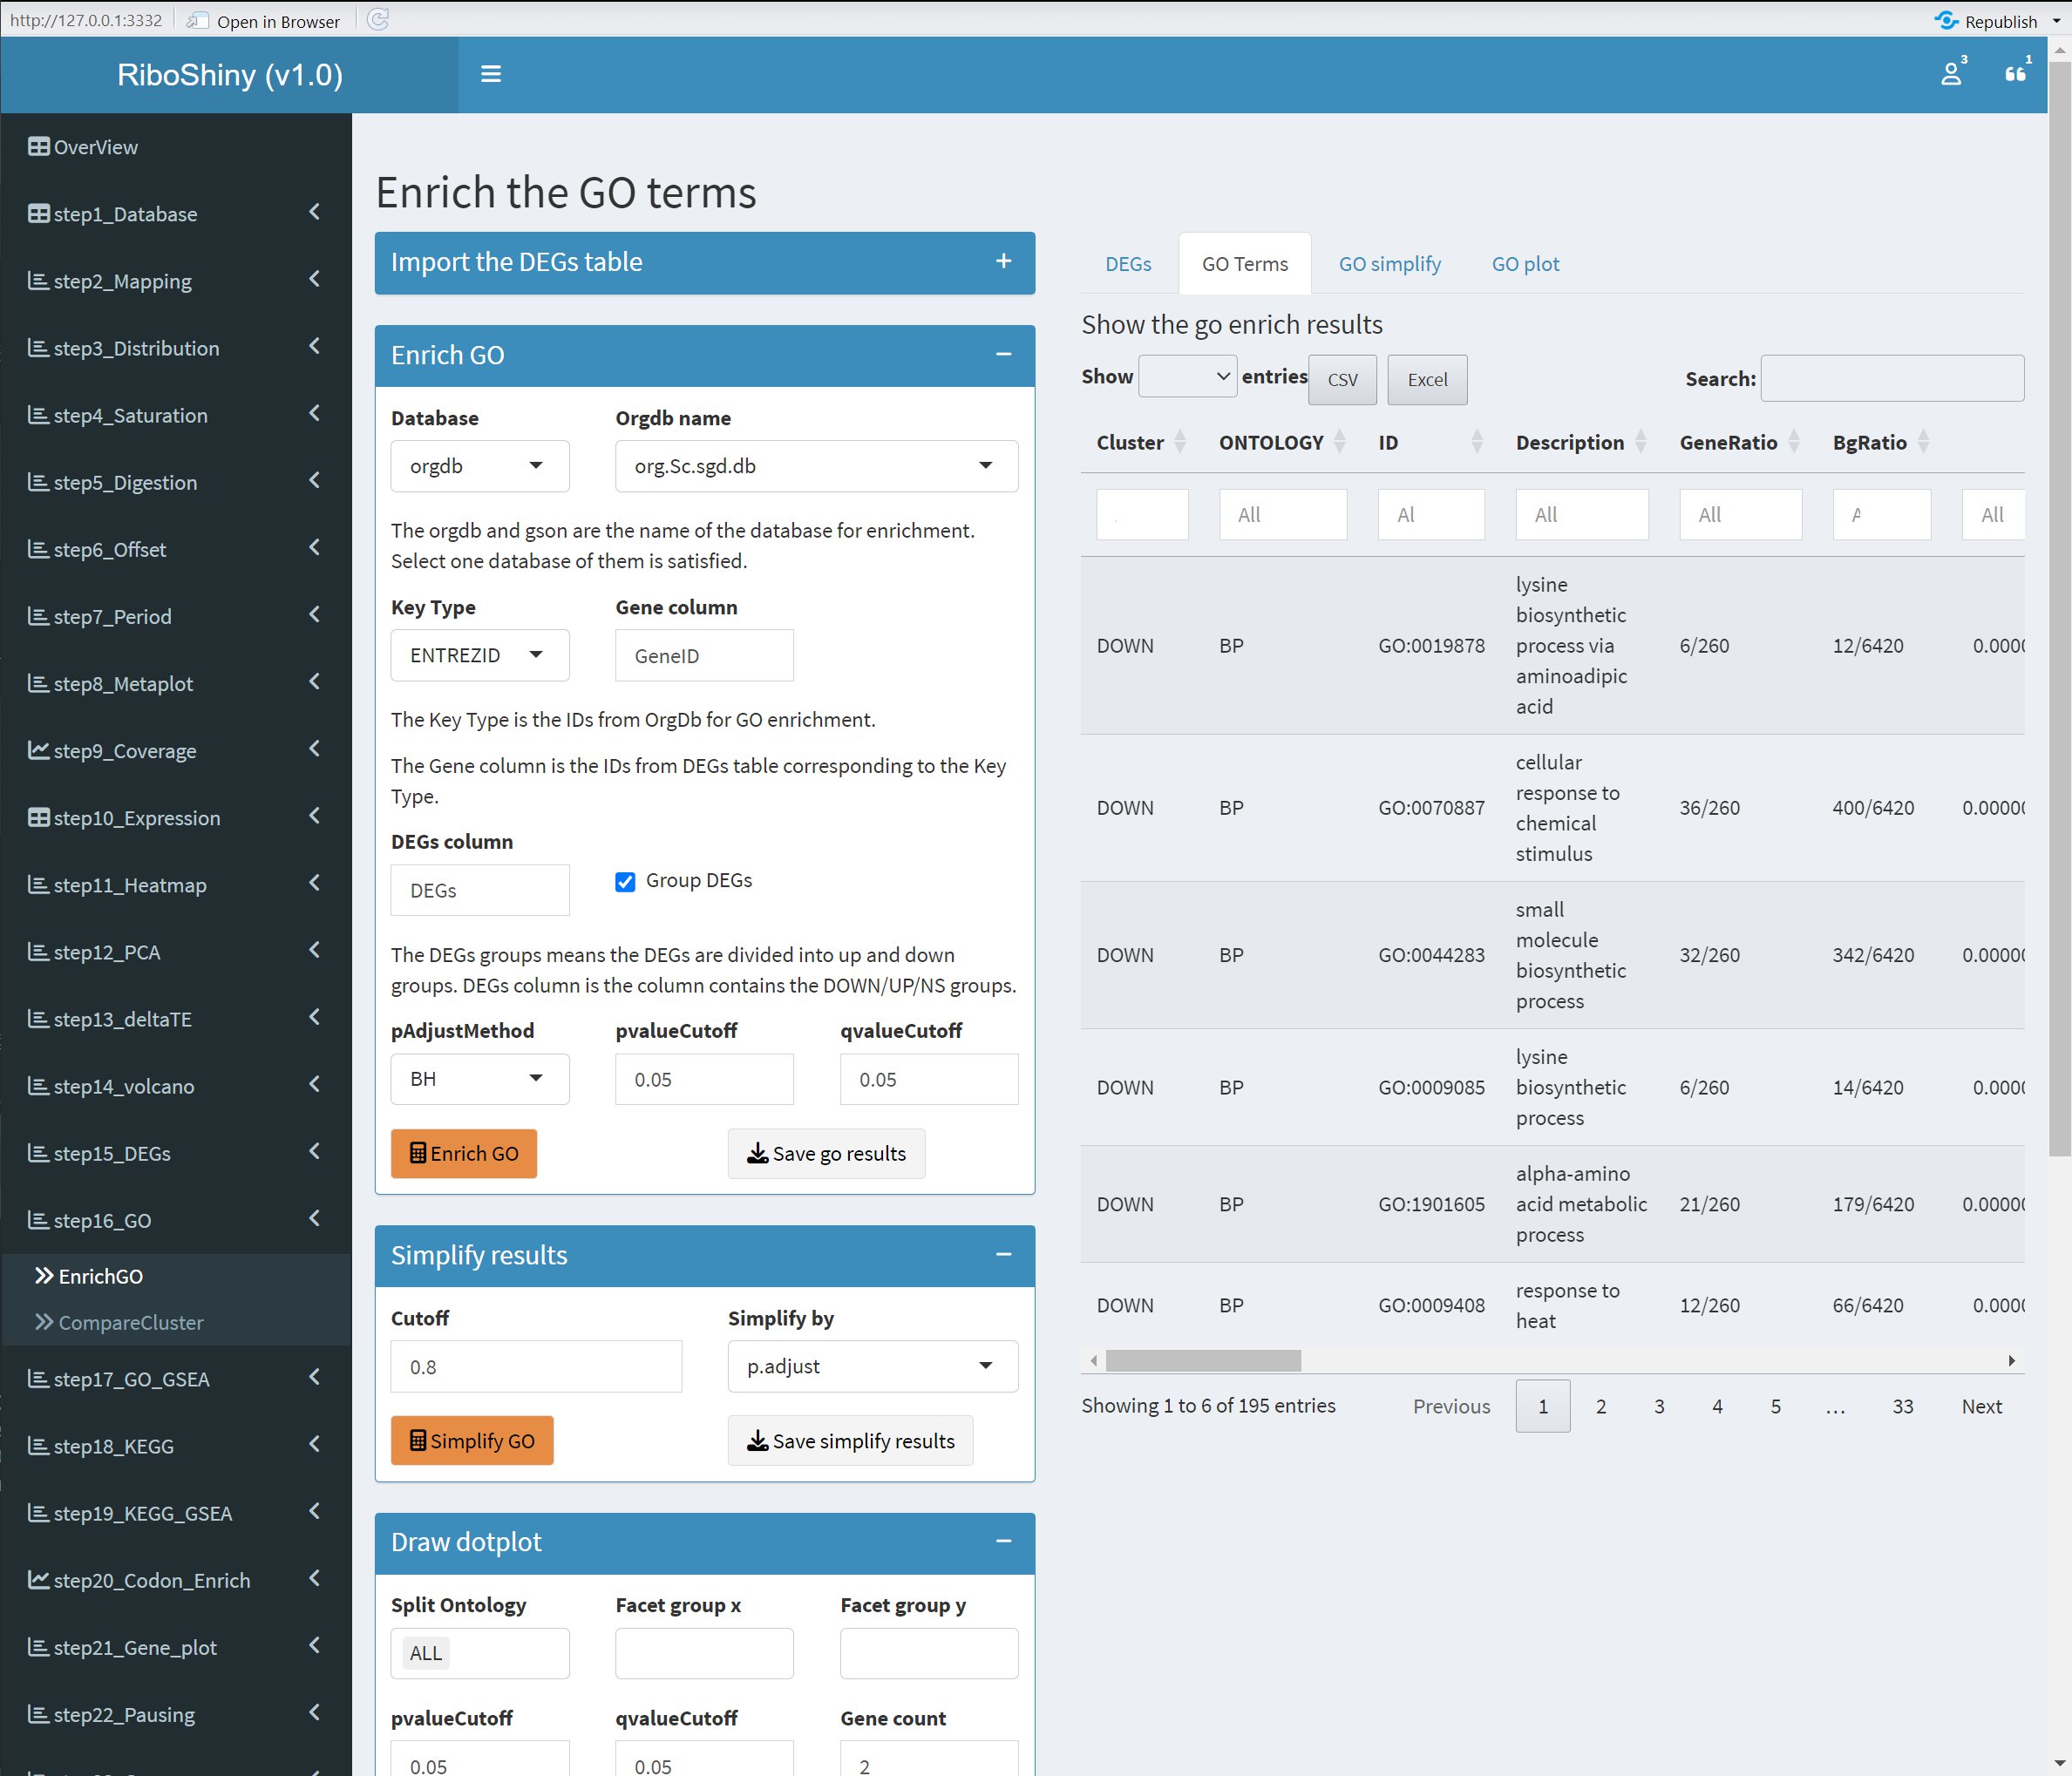 http://127.0.0.1:3332
Open in Browser
Republish
RiboShiny (v1.0)
3
1
OverView
step1_Database
step2_Mapping
step3_Distribution
step4_Saturation
step5_Digestion
step6_Offset
step7_Period
step8_Metaplot
step9_Coverage
step10_Expression
step11_Heatmap
step12_PCA
step13_deltaTE
step14_volcano
step15_DEGs
step16_GO
EnrichGO
CompareCluster
step17_GO_GSEA
step18_KEGG
step19_KEGG_GSEA
step20_Codon_Enrich
step21_Gene_plot
step22_Pausing
Enrich the GO terms
Import the DEGs table
Enrich GO
Database Orgdb name
orgdb org.Sc.sgd.db
The orgdb and gson are the name of the database for enrichment.
Select one database of them is satisfied.
Key Type Gene column
ENTREZID GeneID
The Key Type is the IDs from OrgDb for GO enrichment.
The Gene column is the IDs from DEGs table corresponding to the Key
Type.
DEGs column
DEGs Group DEGs
The DEGs groups means the DEGs are divided into up and down
groups. DEGs column is the column contains the DOWN/UP/NS groups.
pAdjustMethod pvalueCutoff qvalueCutoff
BH 0.05 0.05
Enrich GO Save go results
Simplify results
Cutoff Simplify by
0.8 p.adjust
Simplify GO Save simplify results
Draw dotplot
Split Ontology Facet group x Facet group y
ALL
pvalueCutoff qvalueCutoff Gene count
0.05 0.05 2
DEGs GO Terms GO simplify GO plot
Show the go enrich results
Show entries CSV Excel Search:
Cluster ONTOLOGY ID Description GeneRatio BgRatio
All Al All All All
lysine
biosynthetic
DOWN BP GO:0019878 process via 6/260 12/6420 0.0000
aminoadipic
acid
cellular
response to
DOWN BP GO:0070887 36/260 400/6420 0.00000
chemical
stimulus
small
molecule
DOWN BP GO:0044283 32/260 342/6420 0.00000
biosynthetic
process
lysine
DOWN BP GO:0009085 biosynthetic 6/260 14/6420 0.0000
process
alpha-amino
DOWN BP GO:1901605 acid metabolic 21/260 179/6420 0.00000
process
response to
DOWN BP GO:0009408 12/260 66/6420 0.0000
heat
Showing 1 to 6 of 195 entries Previous 1 2 3 4 5 … 33 Next